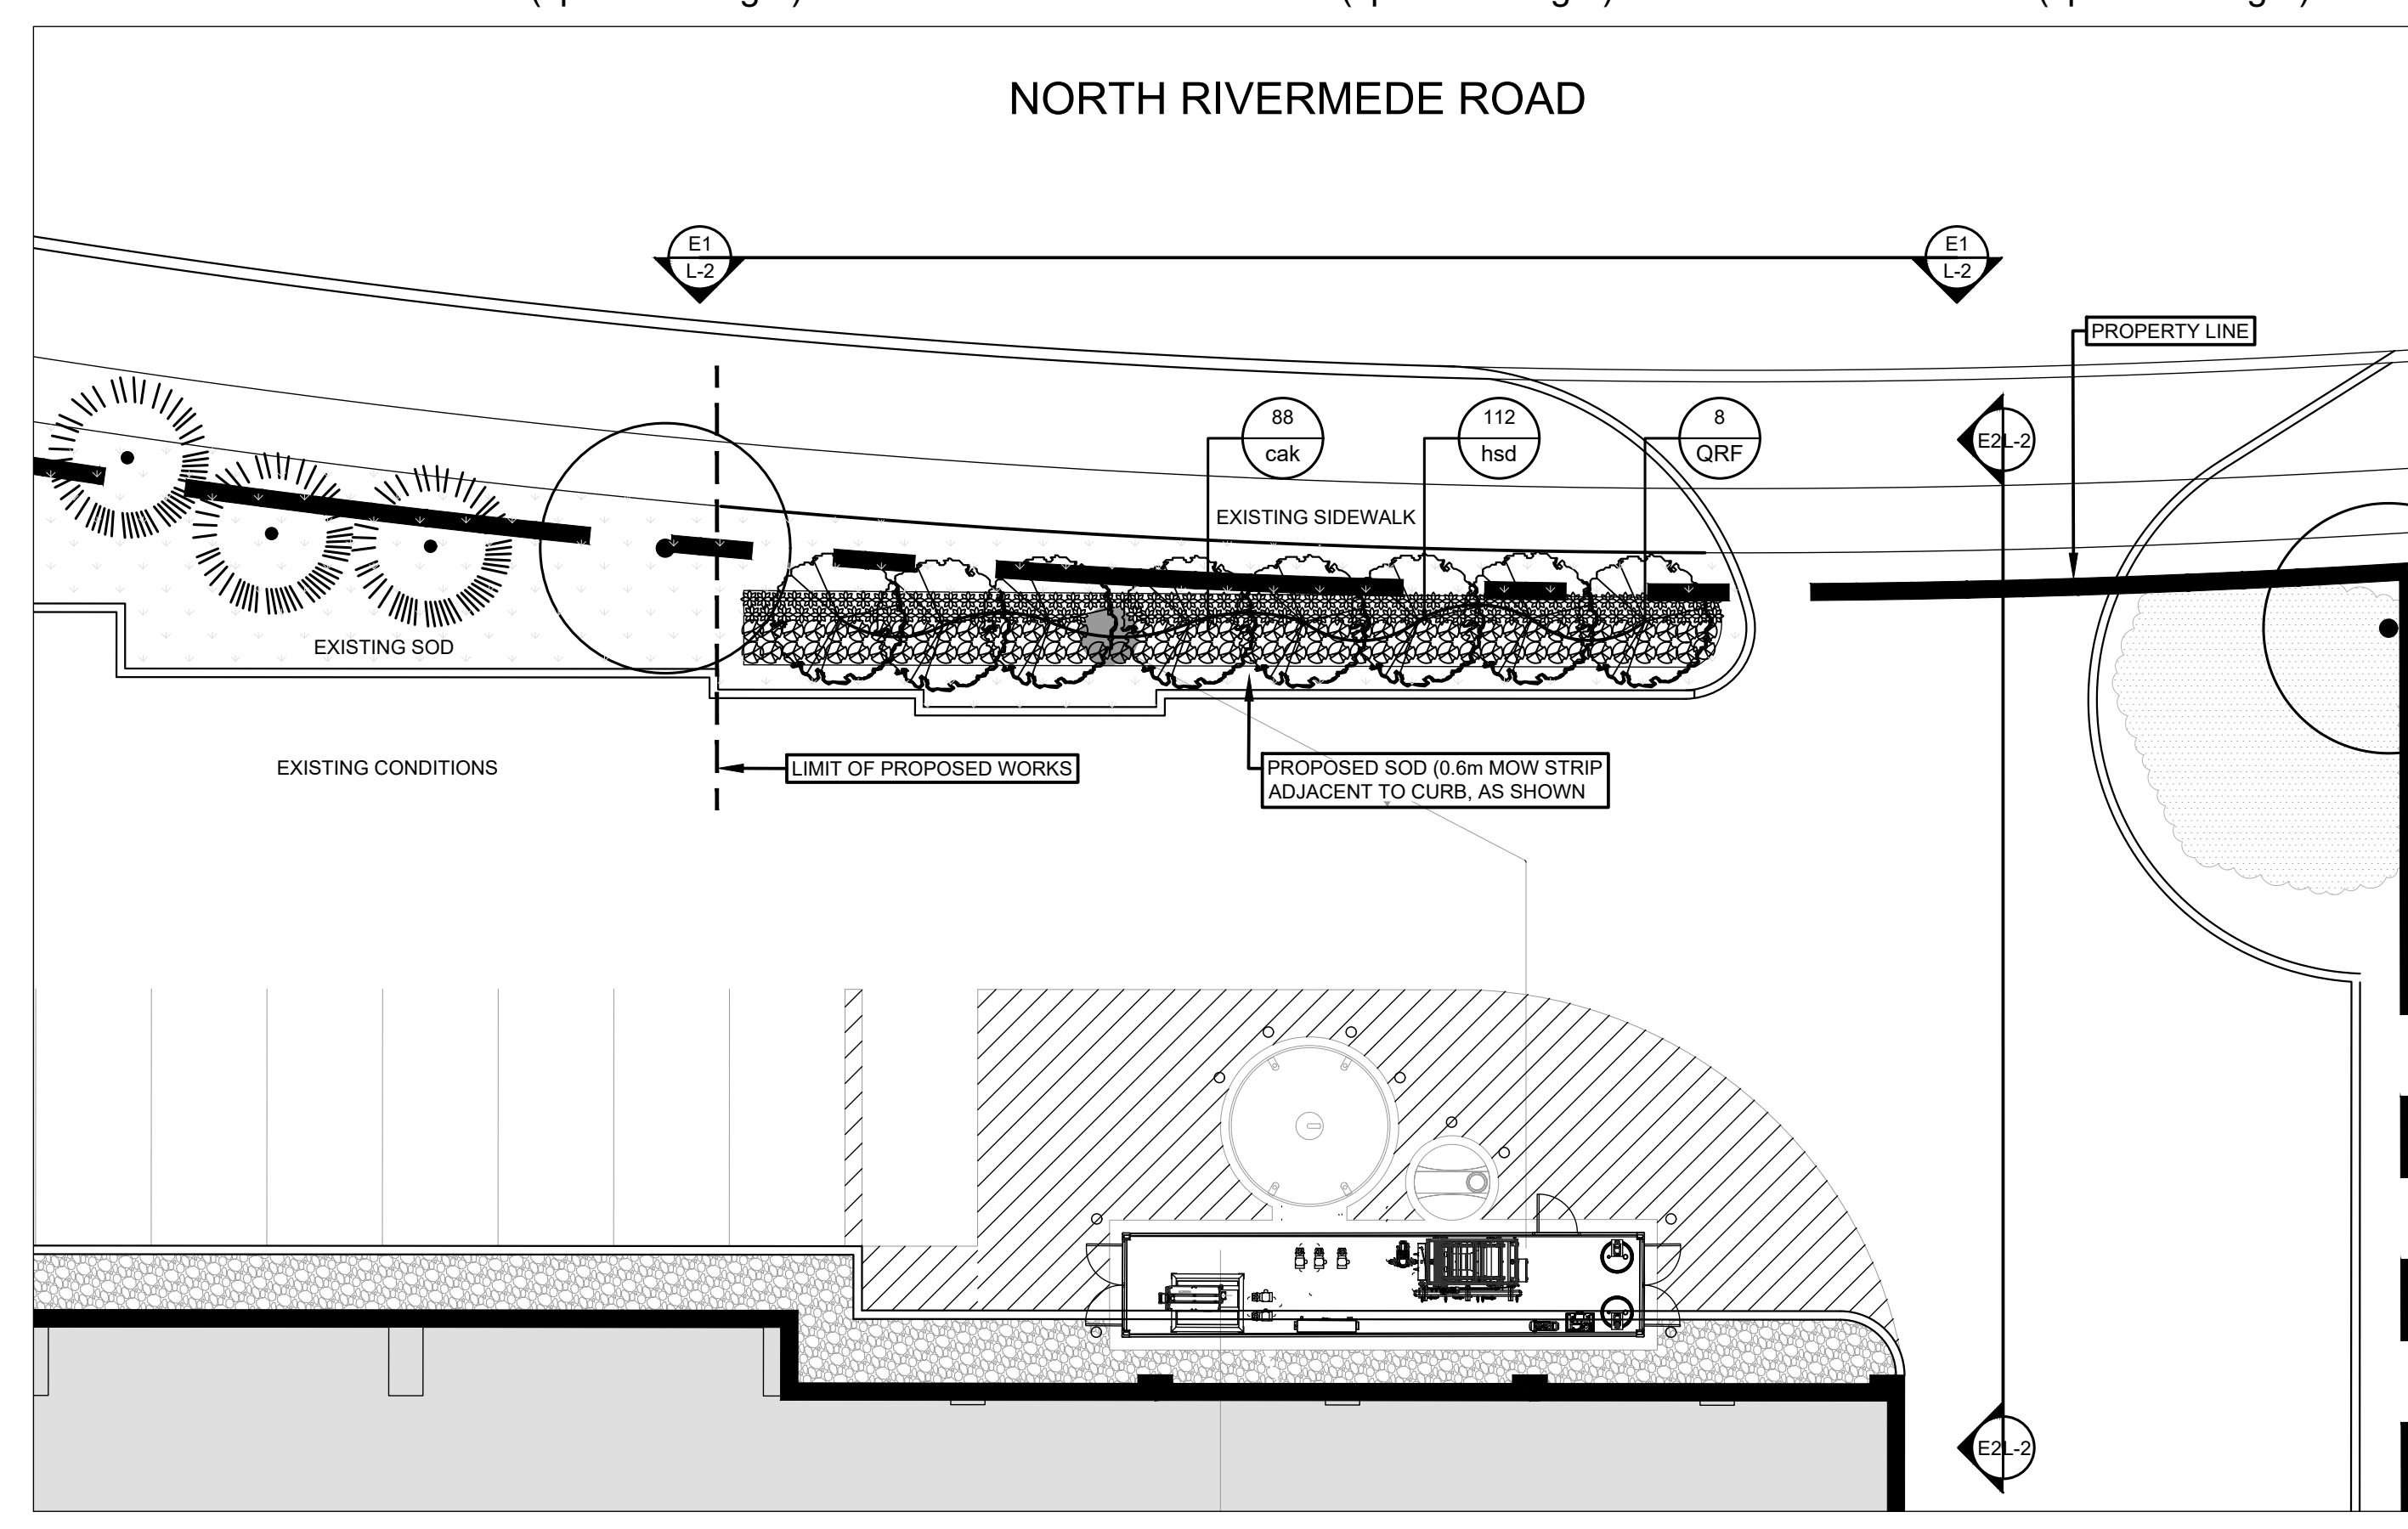 NORTH RIVERMEDE ROAD
E1
L-2
E1
L-2
PROPERTY LINE
88
cak
112
hsd
8
QRF
E2
L-2
EXISTING SIDEWALK
EXISTING SOD
EXISTING CONDITIONS
LIMIT OF PROPOSED WORKS
PROPOSED SOD (0.6m MOW STRIP
ADJACENT TO CURB, AS SHOWN
E2
L-2